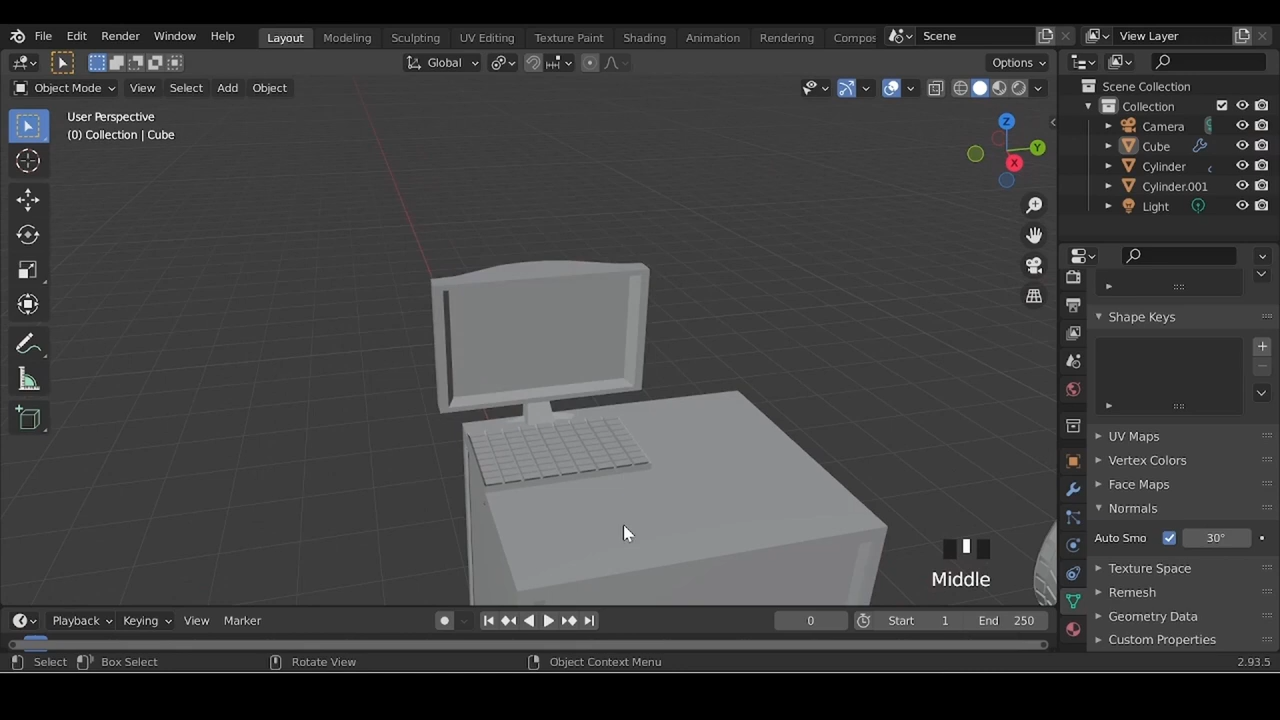 File Edit Render Window Help Layout Modeling Sculpting UV Editing Texture Paint Shading Animation Rendering Compos Scene View Layer
Global Options
Object Mode View Select Add Object
User Perspective
(0) Collection | Cube
Z
Y
X
Scene Collection
Collection
Camera
Cube
Cylinder
Cylinder.001
Light
Shape Keys
UV Maps
Vertex Colors
Face Maps
Normals
Auto Smo 30°
Texture Space
Remesh
Geometry Data
Custom Properties
Middle
Playback Keying View Marker 0 Start 1 End 250
Select Box Select Rotate View Object Context Menu 2.93.5